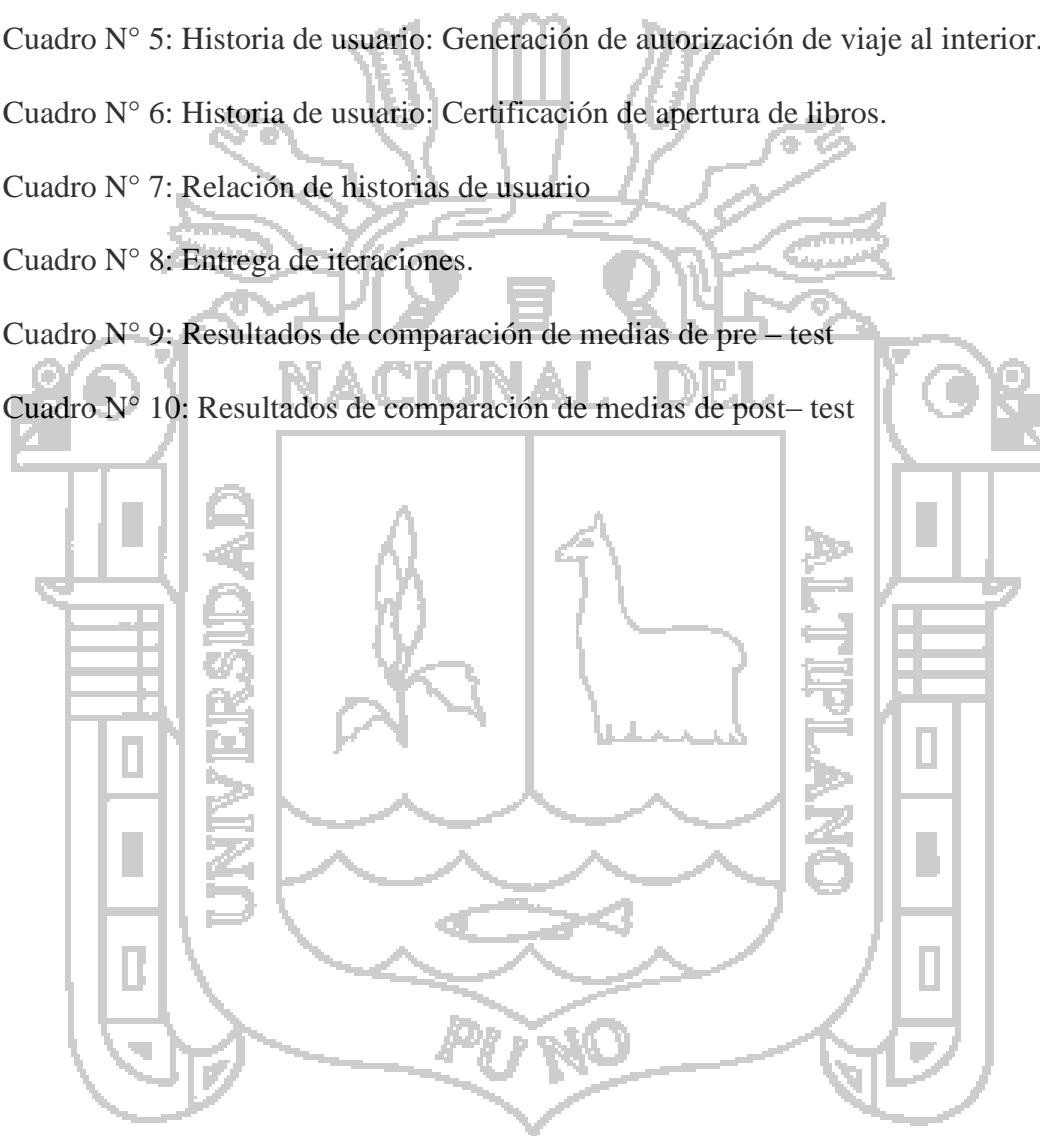 Cuadro N° 5: Historia de usuario: Generación de autorización de viaje al interior.
Cuadro N° 6: Historia de usuario: Certificación de apertura de libros.
Cuadro N° 7: Relación de historias de usuario
Cuadro N° 8: Entrega de iteraciones.
Cuadro N° 9: Resultados de comparación de medias de pre – test
NACIONAL DEL
Cuadro N° 10: Resultados de comparación de medias de post– test
UNIVERSIDAD
ALTIPLANO
PUNO